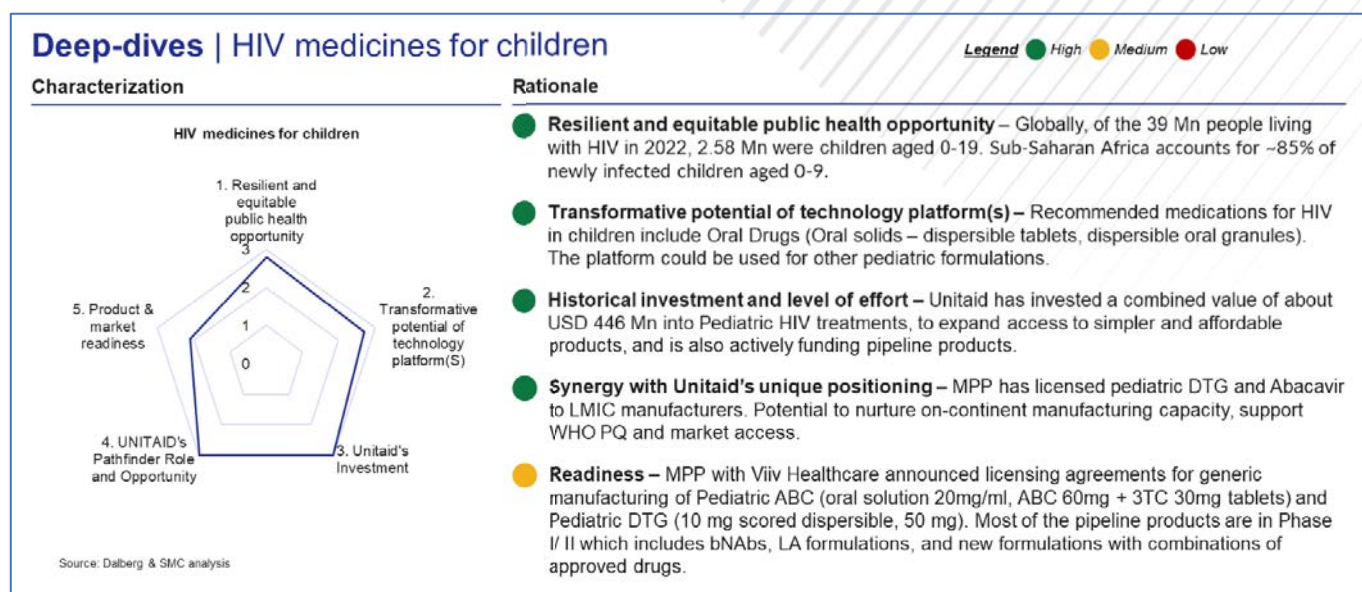 Deep-dives | HIV medicines for children
Legend High Medium Low
Characterization
HIV medicines for children
1. Resilient and
equitable
public health
opportunity
3
2
1
0
2.
Transformative
potential of
technology
platform(S)
3. Unitaid's
Investment
4. UNITAID's
Pathfinder Role
and Opportunity
5. Product &
market
readiness
Source: Dalberg & SMC analysis
Rationale
Resilient and equitable public health opportunity – Globally, of the 39 Mn people living
with HIV in 2022, 2.58 Mn were children aged 0-19. Sub-Saharan Africa accounts for ~85% of
newly infected children aged 0-9.
Transformative potential of technology platform(s) – Recommended medications for HIV
in children include Oral Drugs (Oral solids – dispersible tablets, dispersible oral granules).
The platform could be used for other pediatric formulations.
Historical investment and level of effort – Unitaid has invested a combined value of about
USD 446 Mn into Pediatric HIV treatments, to expand access to simpler and affordable
products, and is also actively funding pipeline products.
Synergy with Unitaid's unique positioning – MPP has licensed pediatric DTG and Abacavir
to LMIC manufacturers. Potential to nurture on-continent manufacturing capacity, support
WHO PQ and market access.
Readiness – MPP with Viiv Healthcare announced licensing agreements for generic
manufacturing of Pediatric ABC (oral solution 20mg/ml, ABC 60mg + 3TC 30mg tablets) and
Pediatric DTG (10 mg scored dispersible, 50 mg). Most of the pipeline products are in Phase
I/ II which includes bNAbs, LA formulations, and new formulations with combinations of
approved drugs.